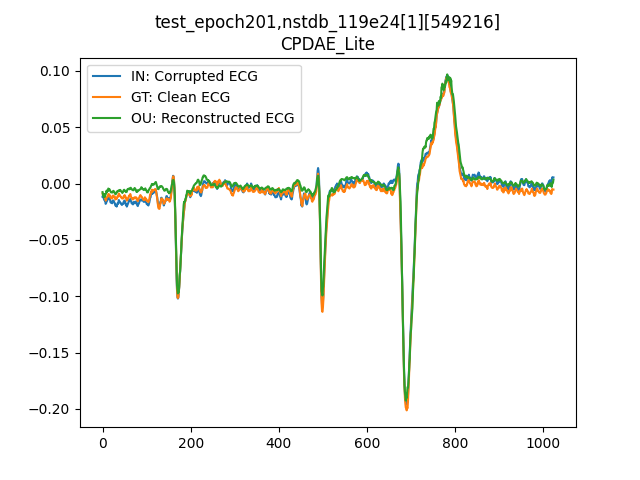 test_epoch201,nstdb_119e24[1][549216]
CPDAE_Lite
IN: Corrupted ECG
GT: Clean ECG
OU: Reconstructed ECG
0.10
0.05
0.00
−0.05
−0.10
−0.15
−0.20
0 200 400 600 800 1000